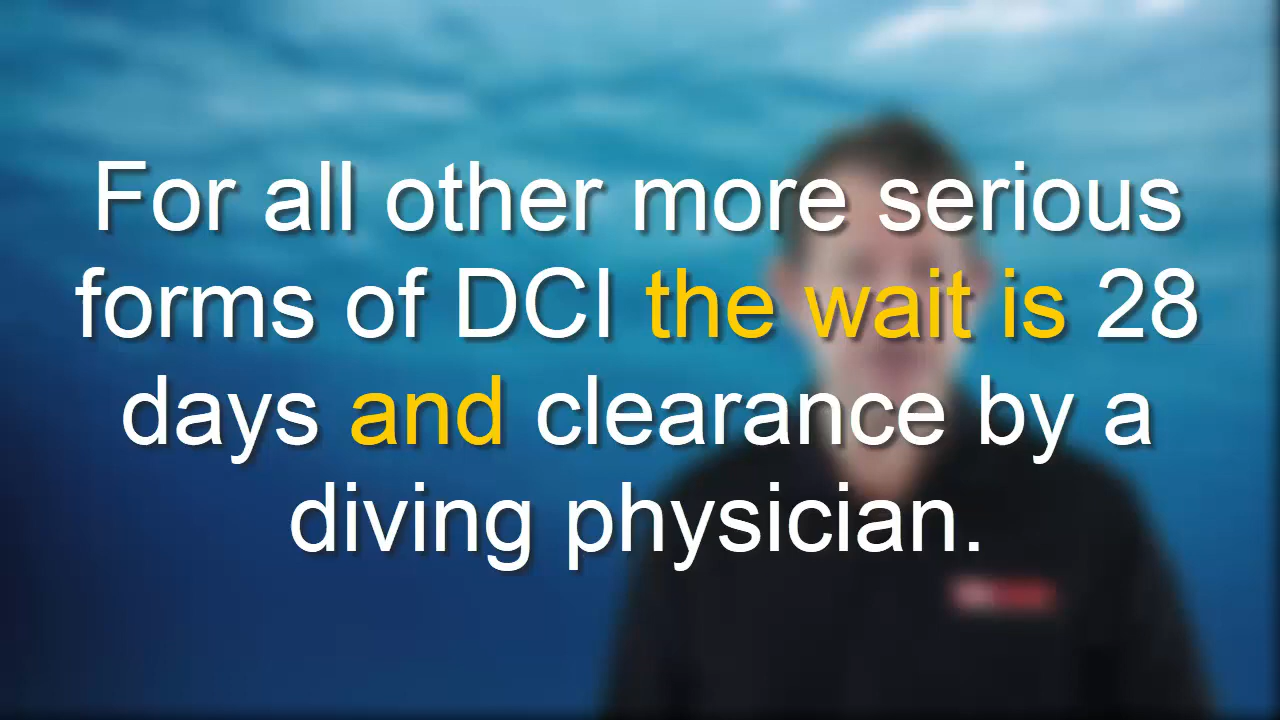 For all other more serious
forms of DCI the wait is 28
days and clearance by a
diving physician.